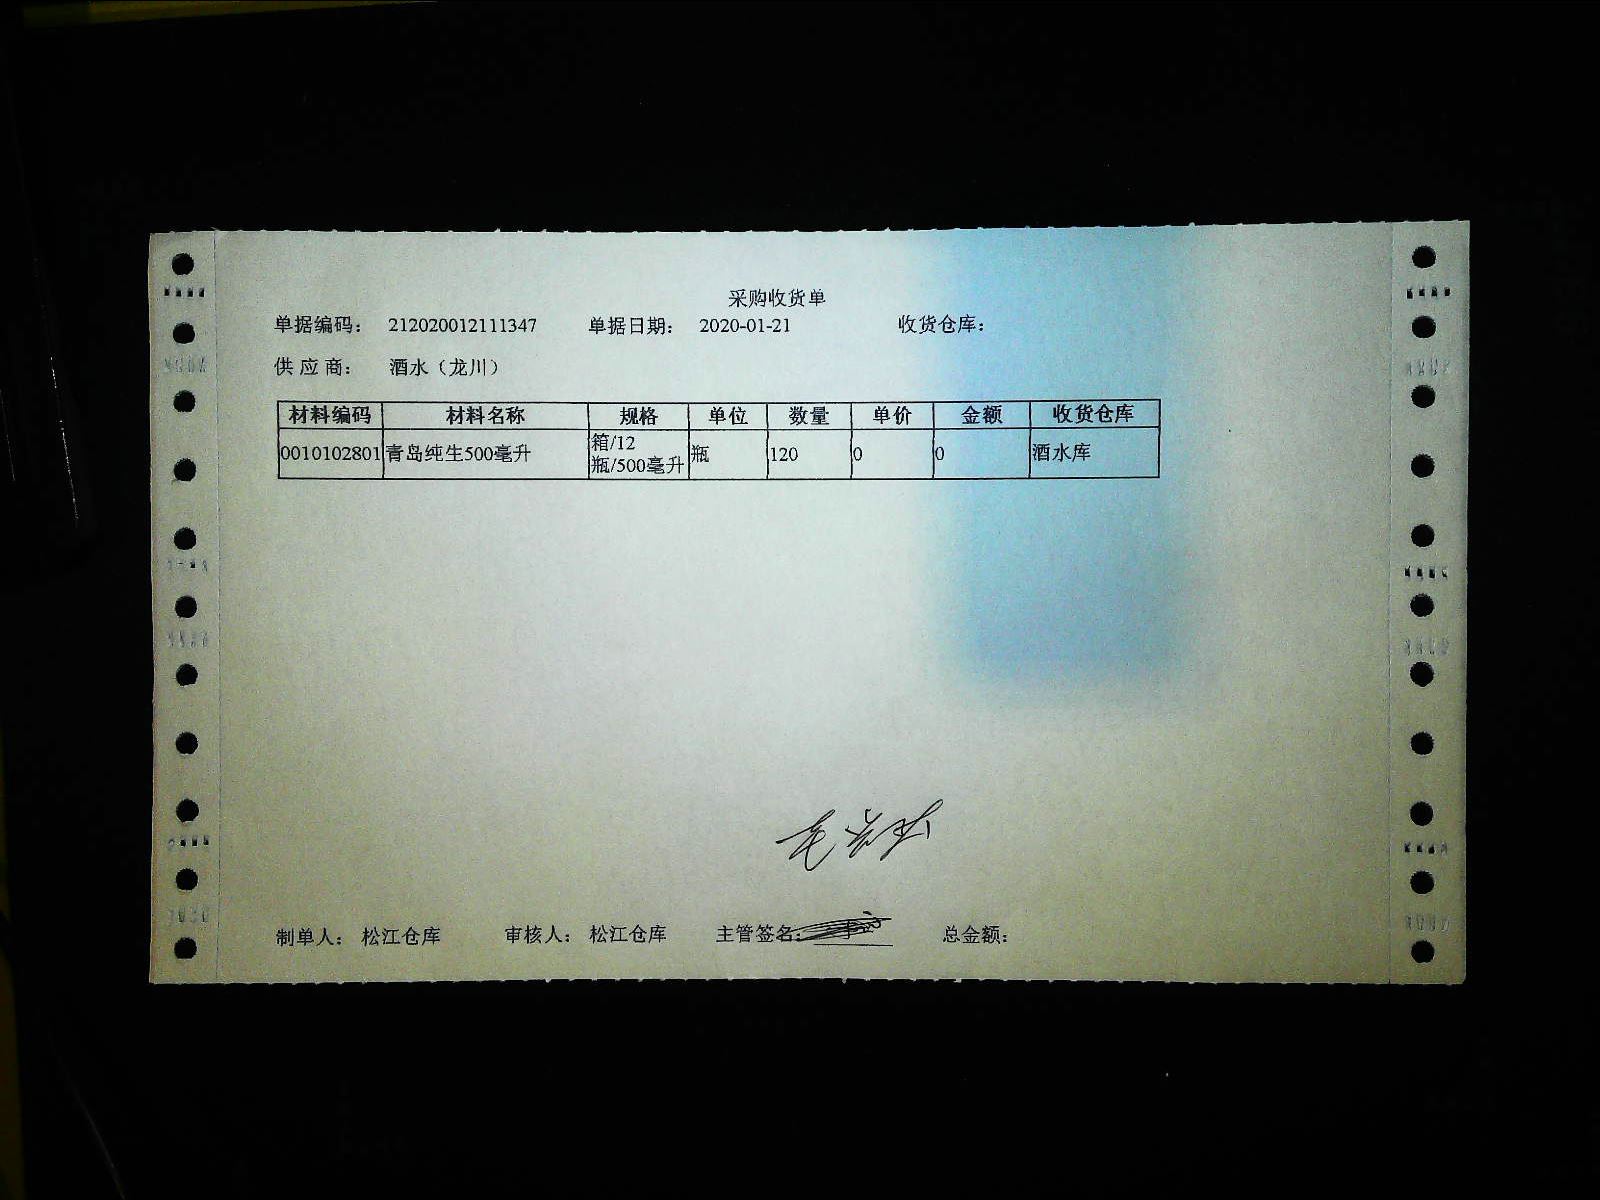 采购收货单
单据编码: 212020012111347 单据日期: 2020-01-21 收货仓库:
供应商: 酒水（龙川）
材料编码 材料名称 规格 单位 数量 单价 金额 收货仓库
0010102801 青岛纯生500毫升 箱/12瓶/500毫升 瓶 120 0 0 酒水库
制单人: 松江仓库 审核人: 松江仓库 主管签名: 总金额: